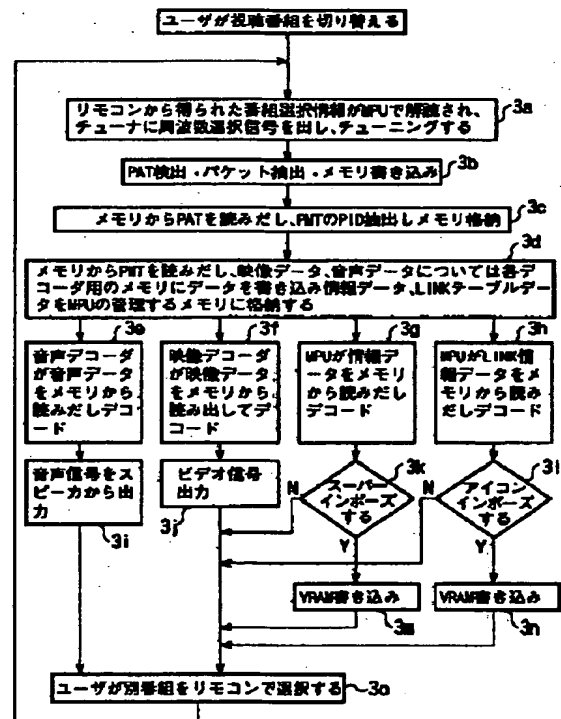 ユーザが視聴番組を切り替える
リモコンから得られた番組選択情報がMPUで解読され、
チューナに周波数選択信号を出し、チューニングする
3a
PAT検出・パケット抽出・メモリ書き込み
3b
メモリからPATを読みだし、PMTのPID抽出しメモリ格納
3c
3d
メモリからPMTを読みだし、映像データ、音声データについては各デ
コーダ用のメモリにデータを書き込み情報データ、LINKテーブルデー
タをMPUの管理するメモリに格納する
3e
音声デコーダ
が音声データ
をメモリから
読みだしデコ
ード
3f
映像デコーダ
が映像データ
をメモリから
読み出してデ
コード
3g
MPUが情報デ
ータをメモリ
から読みだし
デコード
3h
MPUがLINK情
報データをメ
モリから読み
だしデコード
音声信号をス
ピーカから出
力
3i
ビデオ信号
出力
3j
N
スーパー
インポーズ
する
3k
Y
N
アイコン
インポーズ
する
3l
Y
VRAM書き込み
3m
VRAM書き込み
3n
ユーザが別番組をリモコンで選択する
3o